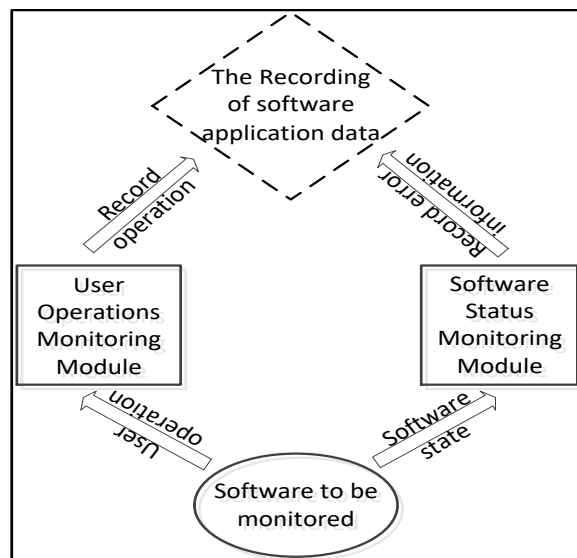 The Recording
of software
application data
Record
operation
Record error
information
User
Operations
Monitoring
Module
Software
Status
Monitoring
Module
User
operation
Software
state
Software to be
monitored